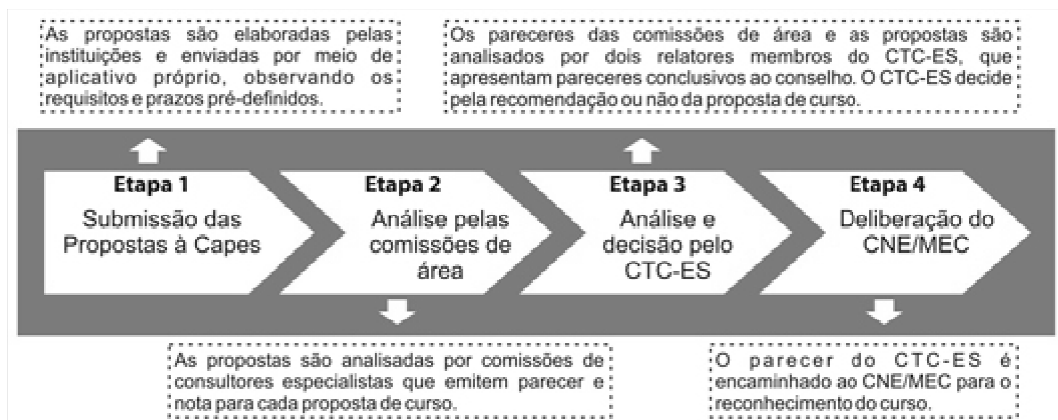 As propostas são elaboradas pelas
instituições e enviadas por meio de
aplicativo próprio, observando os
requisitos e prazos pré-definidos.
Os pareceres das comissões de área e as propostas são
analisados por dois relatores membros do CTC-ES, que
apresentam pareceres conclusivos ao conselho. O CTC-ES decide
pela recomendação ou não da proposta de curso.
Etapa 1
Submissão das
Propostas à Capes
Etapa 2
Análise pelas
comissões de
área
Etapa 3
Análise e
decisão pelo
CTC-ES
Etapa 4
Deliberação do
CNE/MEC
As propostas são analisadas por comissões de
consultores especialistas que emitem parecer e
nota para cada proposta de curso.
O parecer do CTC-ES é
encaminhado ao CNE/MEC para o
reconhecimento do curso.